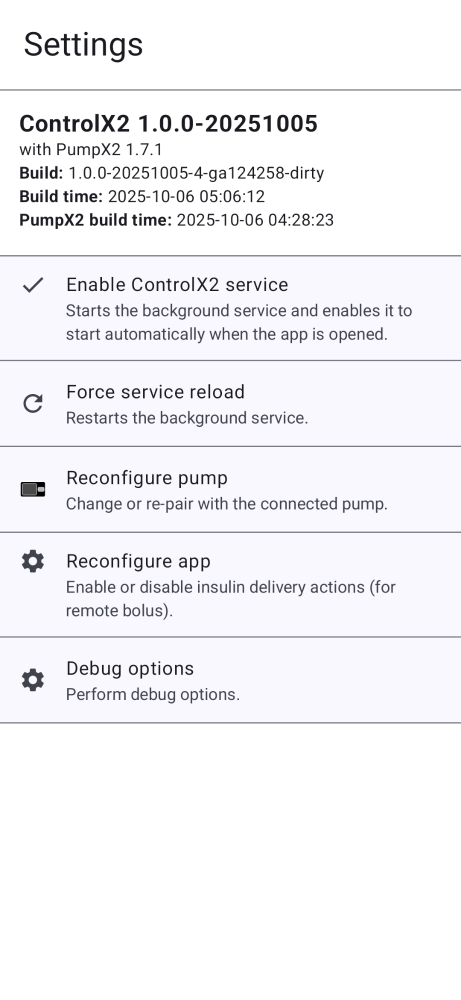 Settings
ControlX2 1.0.0-20251005
with PumpX2 1.7.1
Build: 1.0.0-20251005-4-ga124258-dirty
Build time: 2025-10-06 05:06:12
PumpX2 build time: 2025-10-06 04:28:23
Enable ControlX2 service
Starts the background service and enables it to
start automatically when the app is opened.
Force service reload
Restarts the background service.
Reconfigure pump
Change or re-pair with the connected pump.
Reconfigure app
Enable or disable insulin delivery actions (for
remote bolus).
Debug options
Perform debug options.